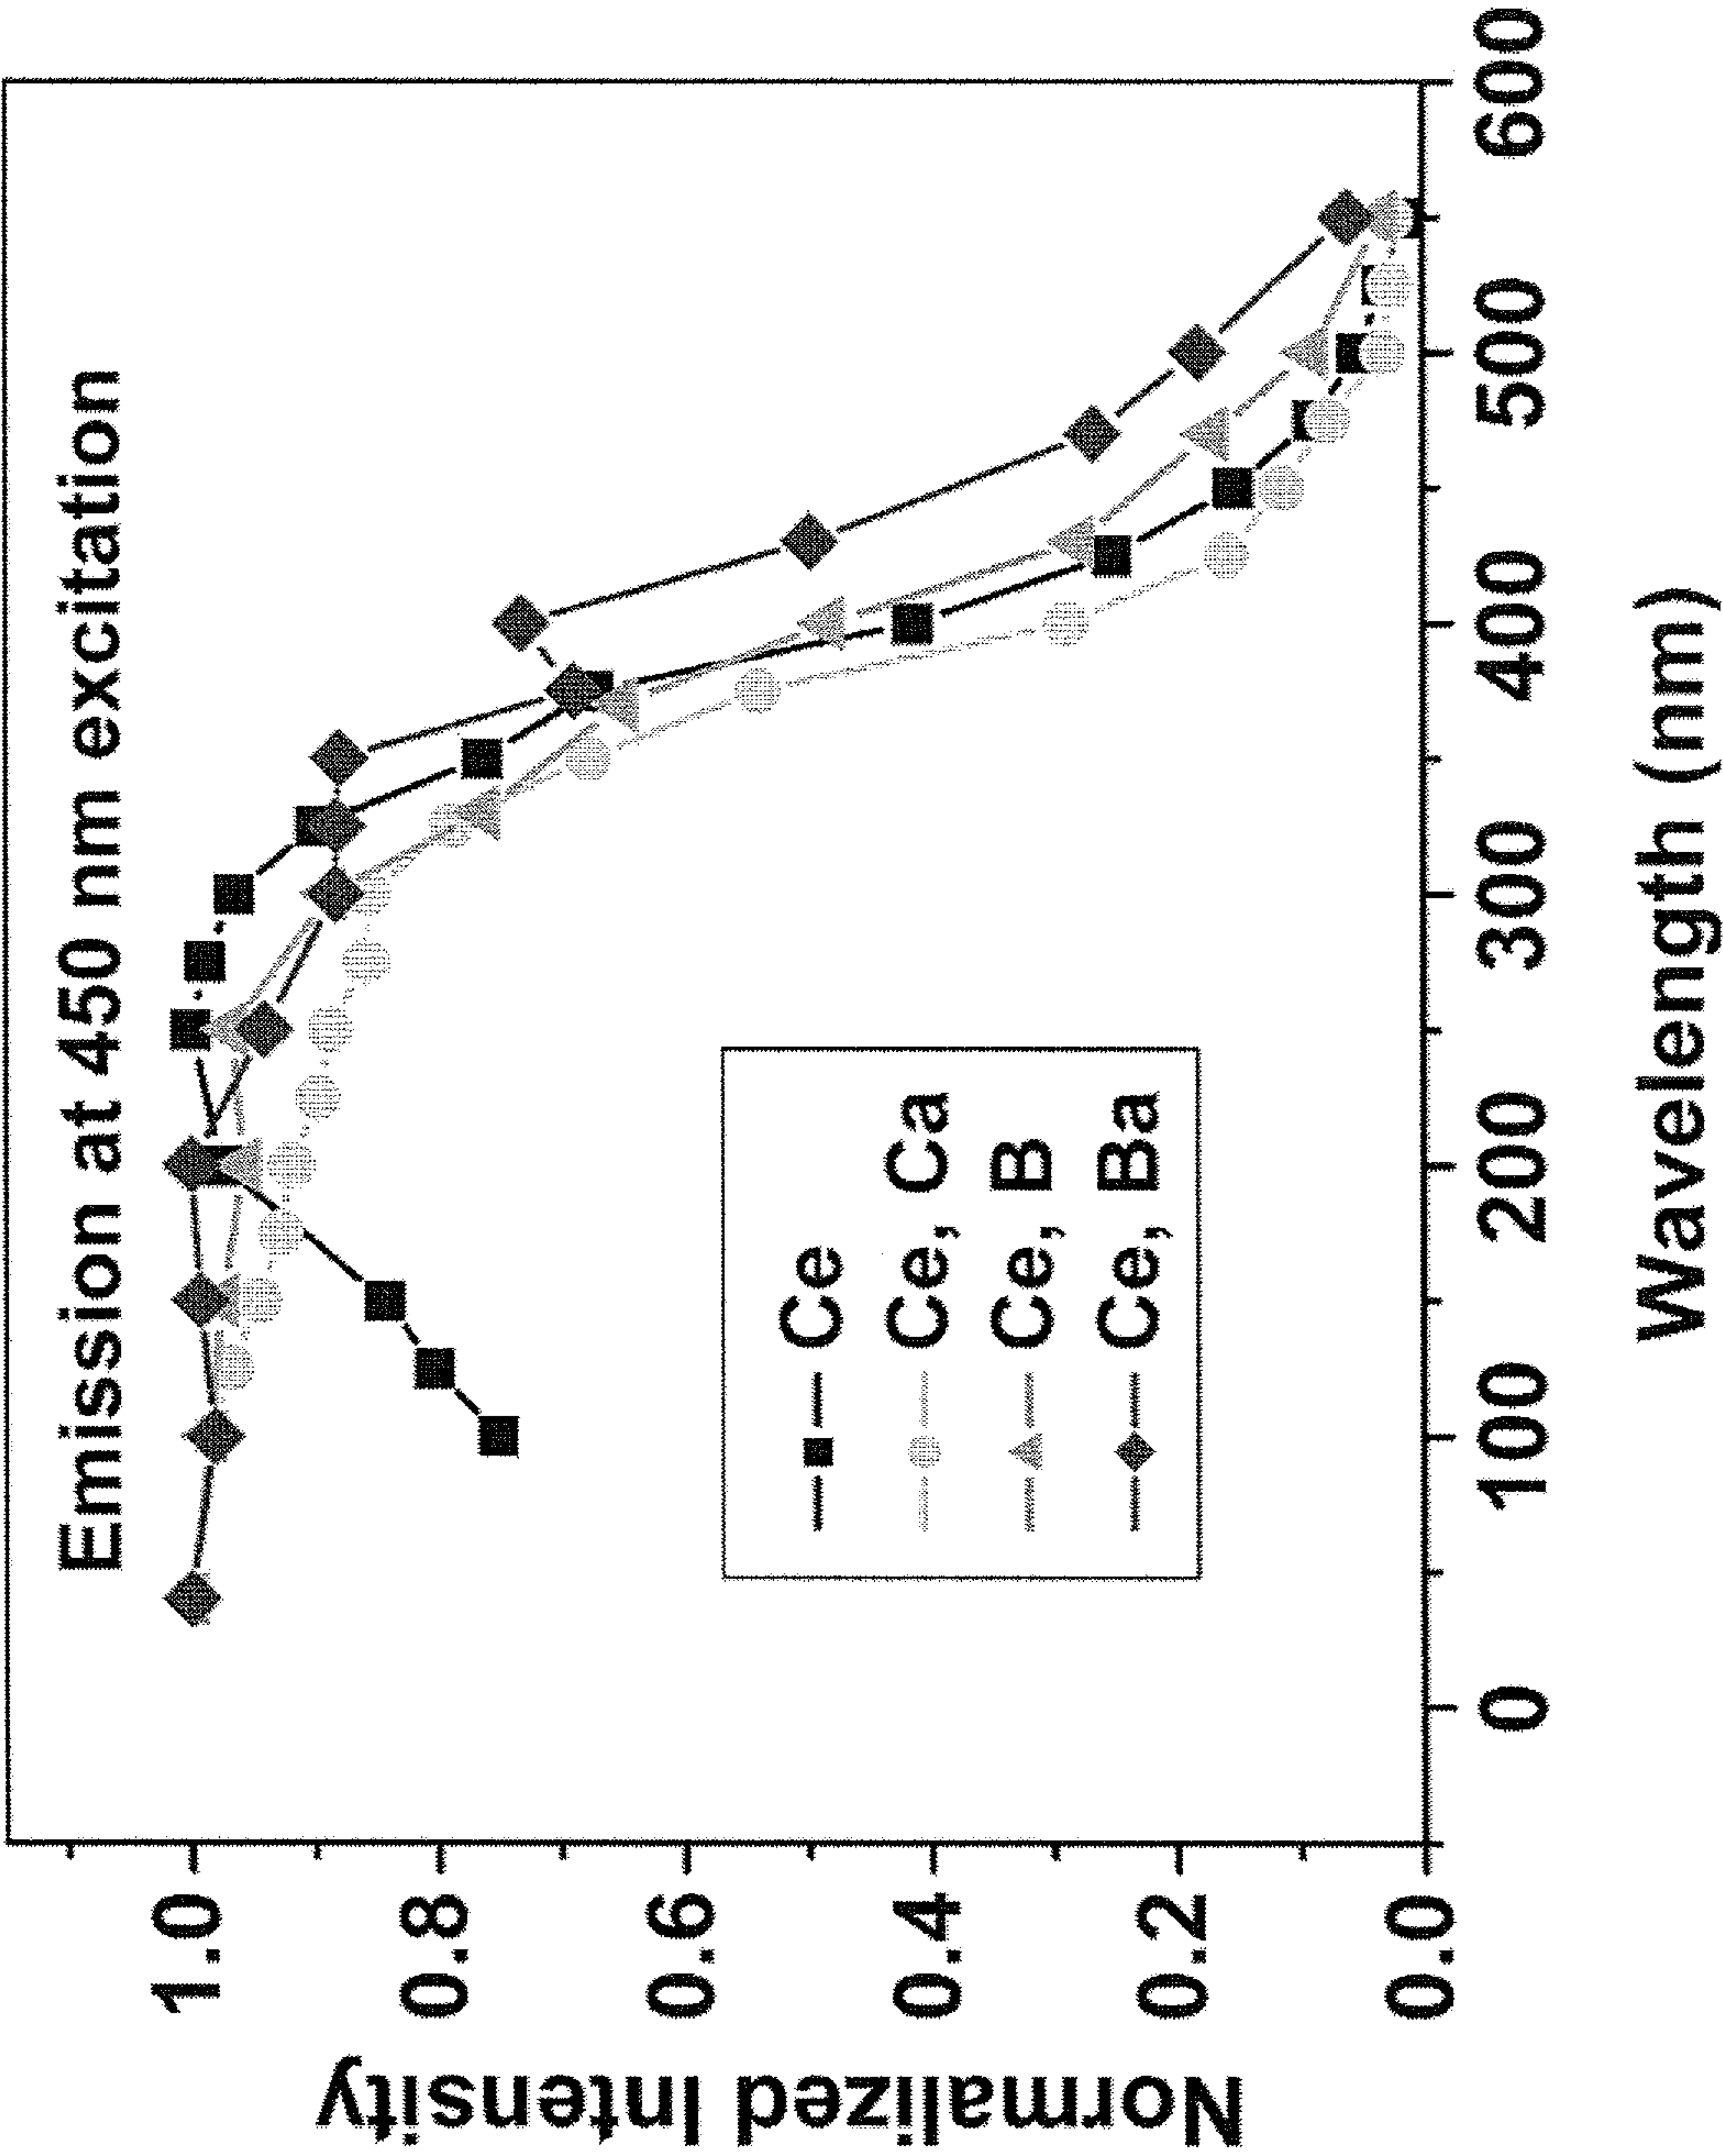 Emission at 450 nm excitation
Normalized Intensity
1.0
0.8
0.6
0.4
0.2
0.0
Ce
Ce, Ca
Ce, B
Ce, Ba
0 100 200 300 400 500 600
Wavelength (nm)